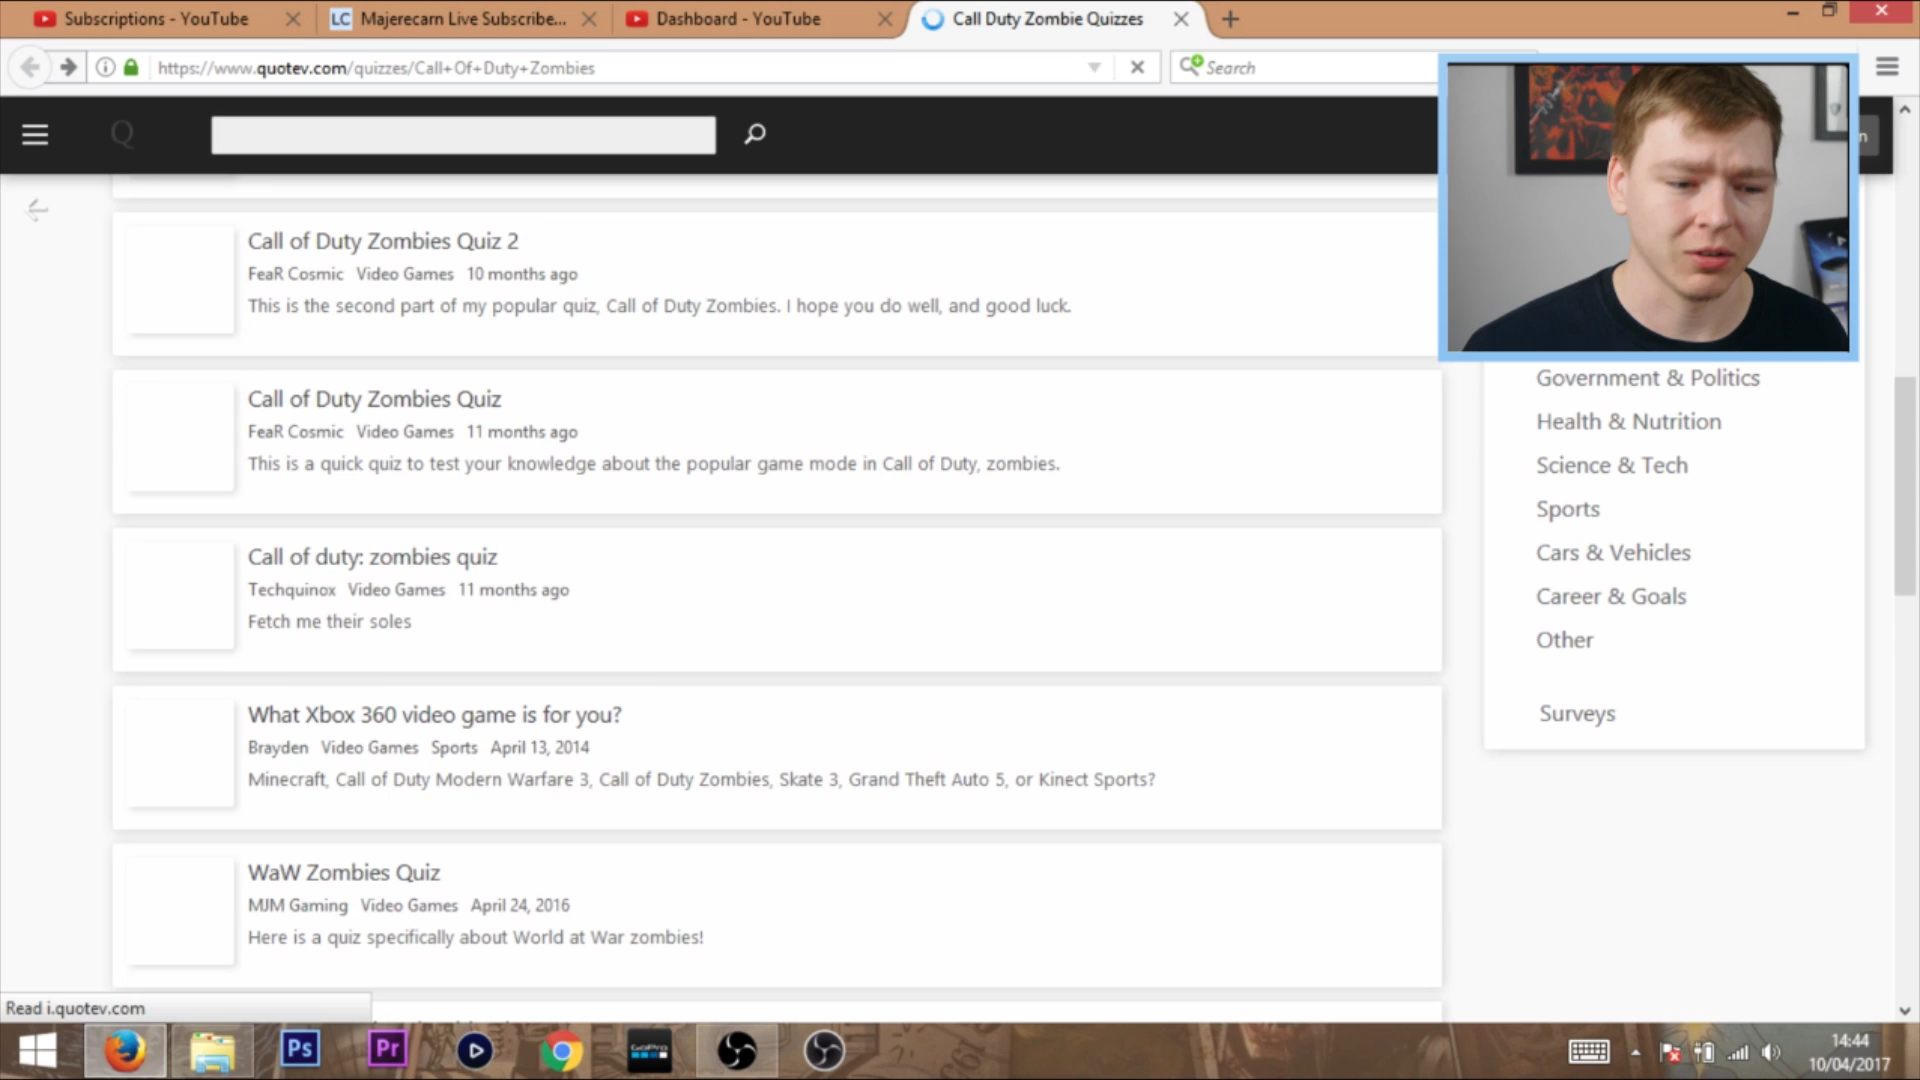 Subscriptions - YouTube
Majerecarn Live Subscribe...
Dashboard - YouTube
Call Duty Zombie Quizzes
LC
https://www.quotev.com/quizzes/Call+Of+Duty+Zombies
Search
Q
n
Call of Duty Zombies Quiz 2
FeaR Cosmic Video Games 10 months ago
This is the second part of my popular quiz, Call of Duty Zombies. I hope you do well, and good luck.
Call of Duty Zombies Quiz
FeaR Cosmic Video Games 11 months ago
This is a quick quiz to test your knowledge about the popular game mode in Call of Duty, zombies.
Call of duty: zombies quiz
Techquinox Video Games 11 months ago
Fetch me their soles
What Xbox 360 video game is for you?
Brayden Video Games Sports April 13, 2014
Minecraft, Call of Duty Modern Warfare 3, Call of Duty Zombies, Skate 3, Grand Theft Auto 5, or Kinect Sports?
WaW Zombies Quiz
MJM Gaming Video Games April 24, 2016
Here is a quiz specifically about World at War zombies!
Government & Politics
Health & Nutrition
Science & Tech
Sports
Cars & Vehicles
Career & Goals
Other
Surveys
Read i.quotev.com
Ps
Pr
GoPro
14:44
10/04/2017